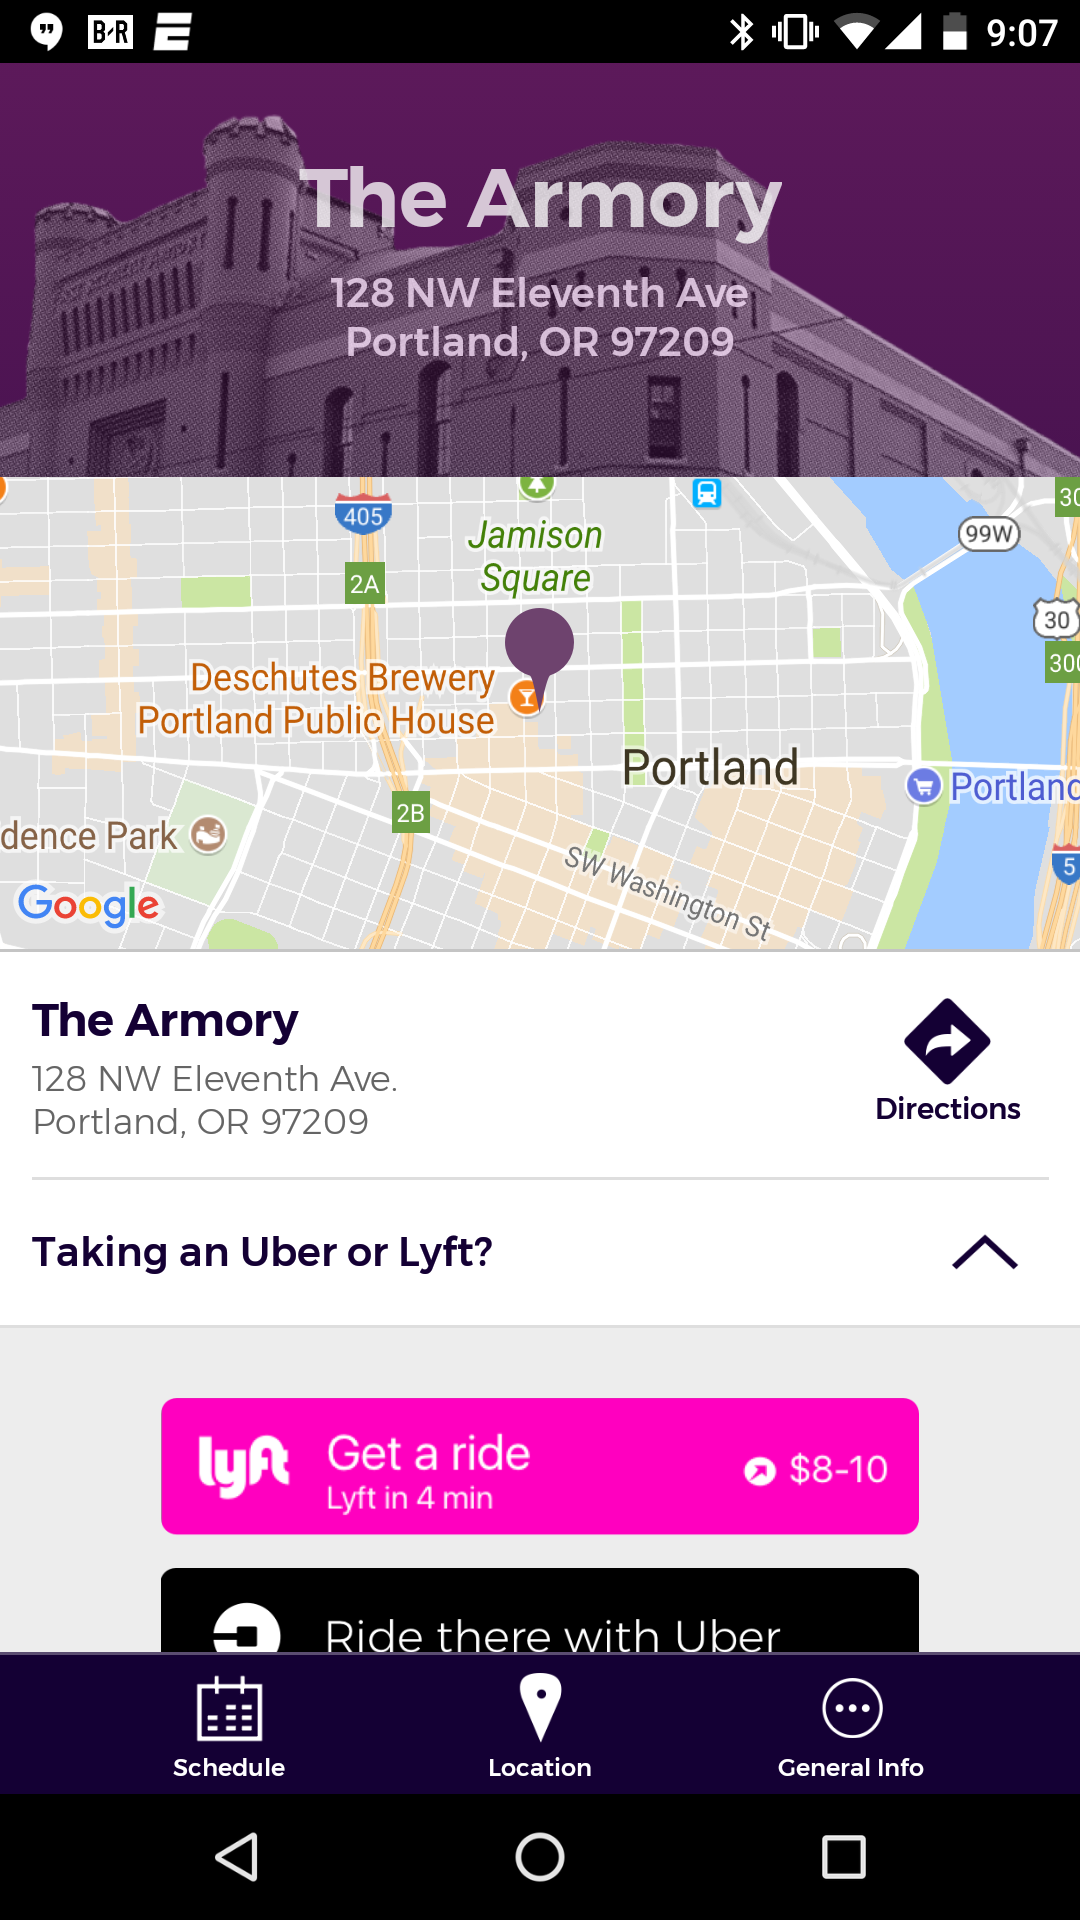 B/R
9:07
The Armory
128 NW Eleventh Ave
Portland, OR 97209
405
Jamison
Square
2A
99W
30
30
300
Deschutes Brewery
Portland Public House
Portland
Portland
2B
dence Park
SW Washington St
5
Google
The Armory
128 NW Eleventh Ave.
Portland, OR 97209
Directions
Taking an Uber or Lyft?
lyft
Get a ride
Lyft in 4 min
$8-10
Ride there with Uber
Schedule
Location
General Info